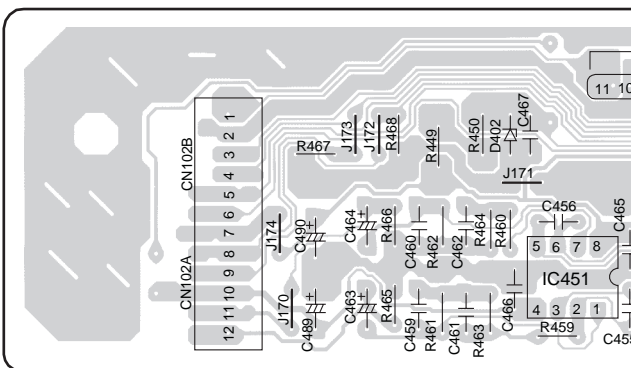 11 10
C467
1
2
3
4
5
6
7
8
9
10
11
12
CN102B
CN102A
R467
J173
J172
R468
R449
R450
D402
J171
J174
C490
C464
R466
C460
R462
C462
R464
R460
C456
C465
5 6 7 8
IC451
4 3 2 1
J170
C489
C463
R465
C459
R461
C461
R463
C466
R459